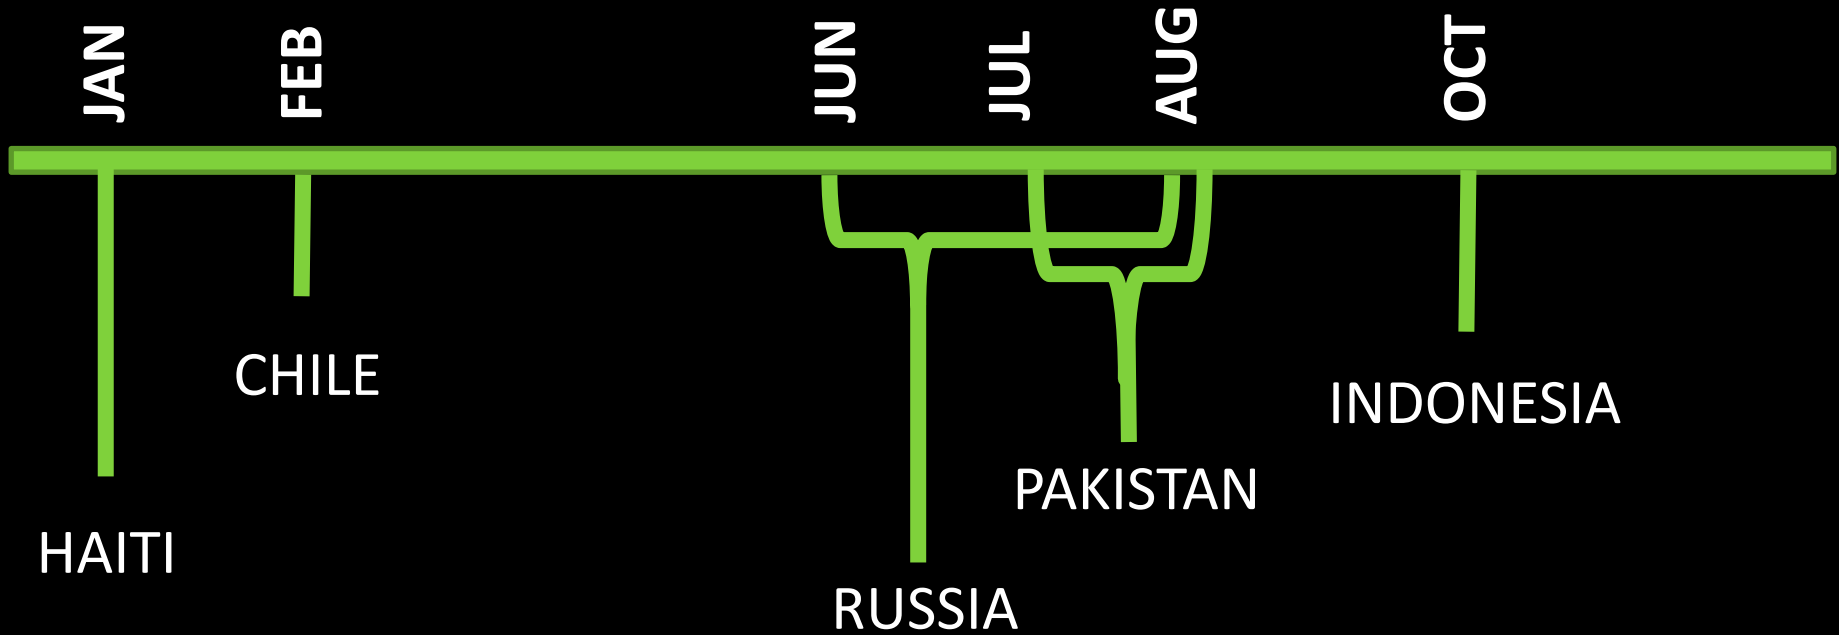 JAN
FEB
JUN
JUL
AUG
OCT
CHILE
INDONESIA
PAKISTAN
HAITI
RUSSIA